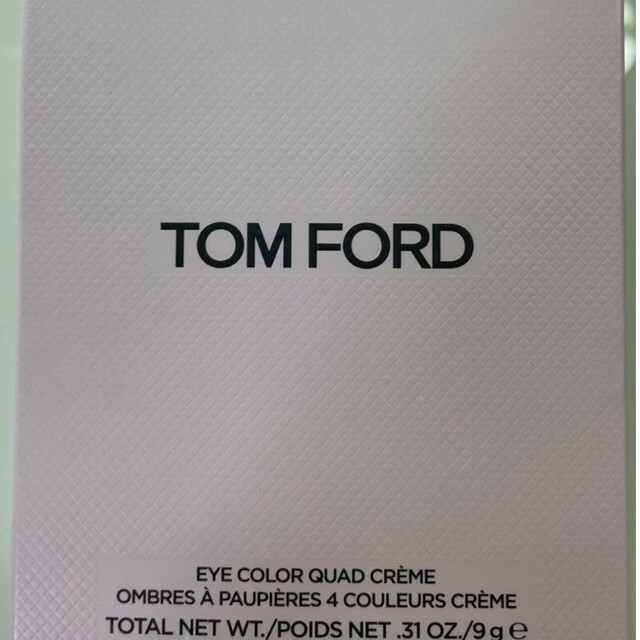 TOM FORD
EYE COLOR QUAD CRÈME
OMBRES À PAUPIÈRES 4 COULEURS CRÈME
TOTAL NET WT./POIDS NET .31 OZ./9 g ℮